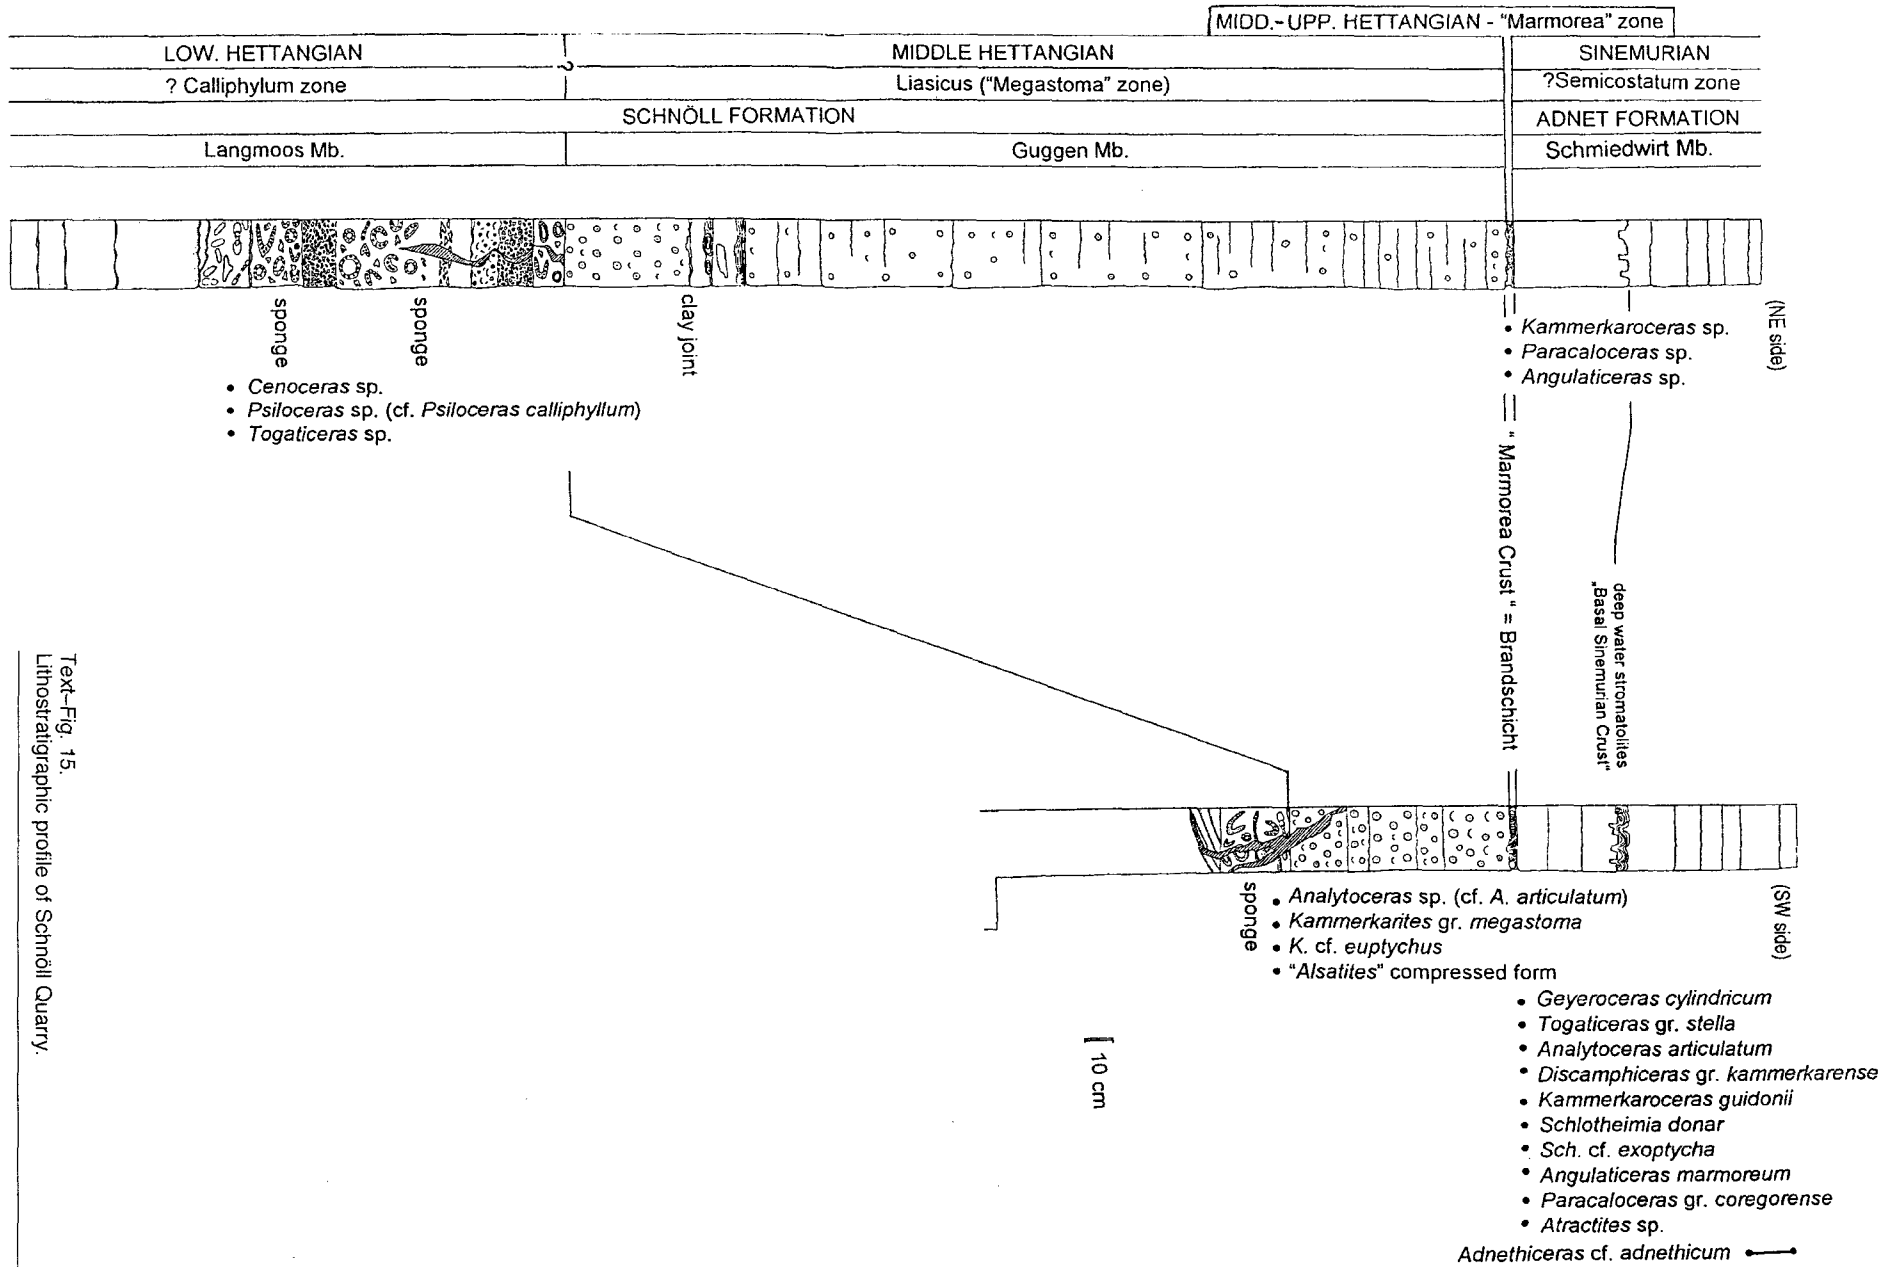 MIDD.- UPP. HETTANGIAN - "Marmorea" zone
LOW. HETTANGIAN
MIDDLE HETTANGIAN
SINEMURIAN
?
? Calliphylum zone
Liasicus ("Megastoma" zone)
?Semicostatum zone
SCHNÖLL FORMATION
ADNET FORMATION
Langmoos Mb.
Guggen Mb.
Schmiedwirt Mb.
sponge
sponge
clay joint
(NE side)
• Kammerkaroceras sp.
• Paracaloceras sp.
• Angulaticeras sp.
• Cenoceras sp.
• Psiloceras sp. (cf. Psiloceras calliphyllum)
• Togaticeras sp.
" Marmorea Crust " = Brandschicht
deep water stromatolites
„Basal Sinemurian Crust"
sponge
(SW side)
• Analytoceras sp. (cf. A. articulatum)
• Kammerkarites gr. megastoma
• K. cf. euptychus
• "Alsatites" compressed form
• Geyeroceras cylindricum
• Togaticeras gr. stella
• Analytoceras articulatum
• Discamphiceras gr. kammerkarense
• Kammerkaroceras guidonii
• Schlotheimia donar
• Sch. cf. exoptycha
• Angulaticeras marmoreum
• Paracaloceras gr. coregorense
• Atractites sp.
Adnethiceras cf. adnethicum
10 cm
Text–Fig. 15.
Lithostratigraphic profile of Schnöll Quarry.